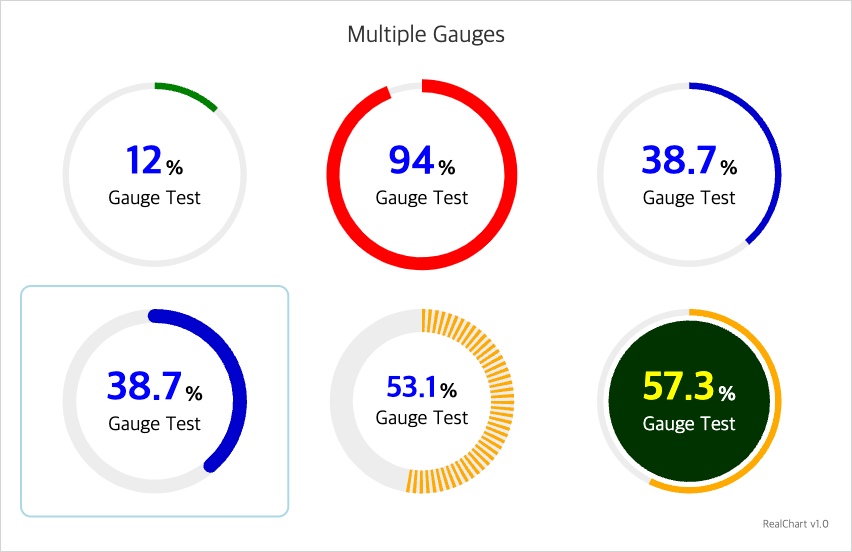 Multiple Gauges
12%
Gauge Test
94%
Gauge Test
38.7%
Gauge Test
38.7%
Gauge Test
53.1%
Gauge Test
57.3%
Gauge Test
RealChart v1.0